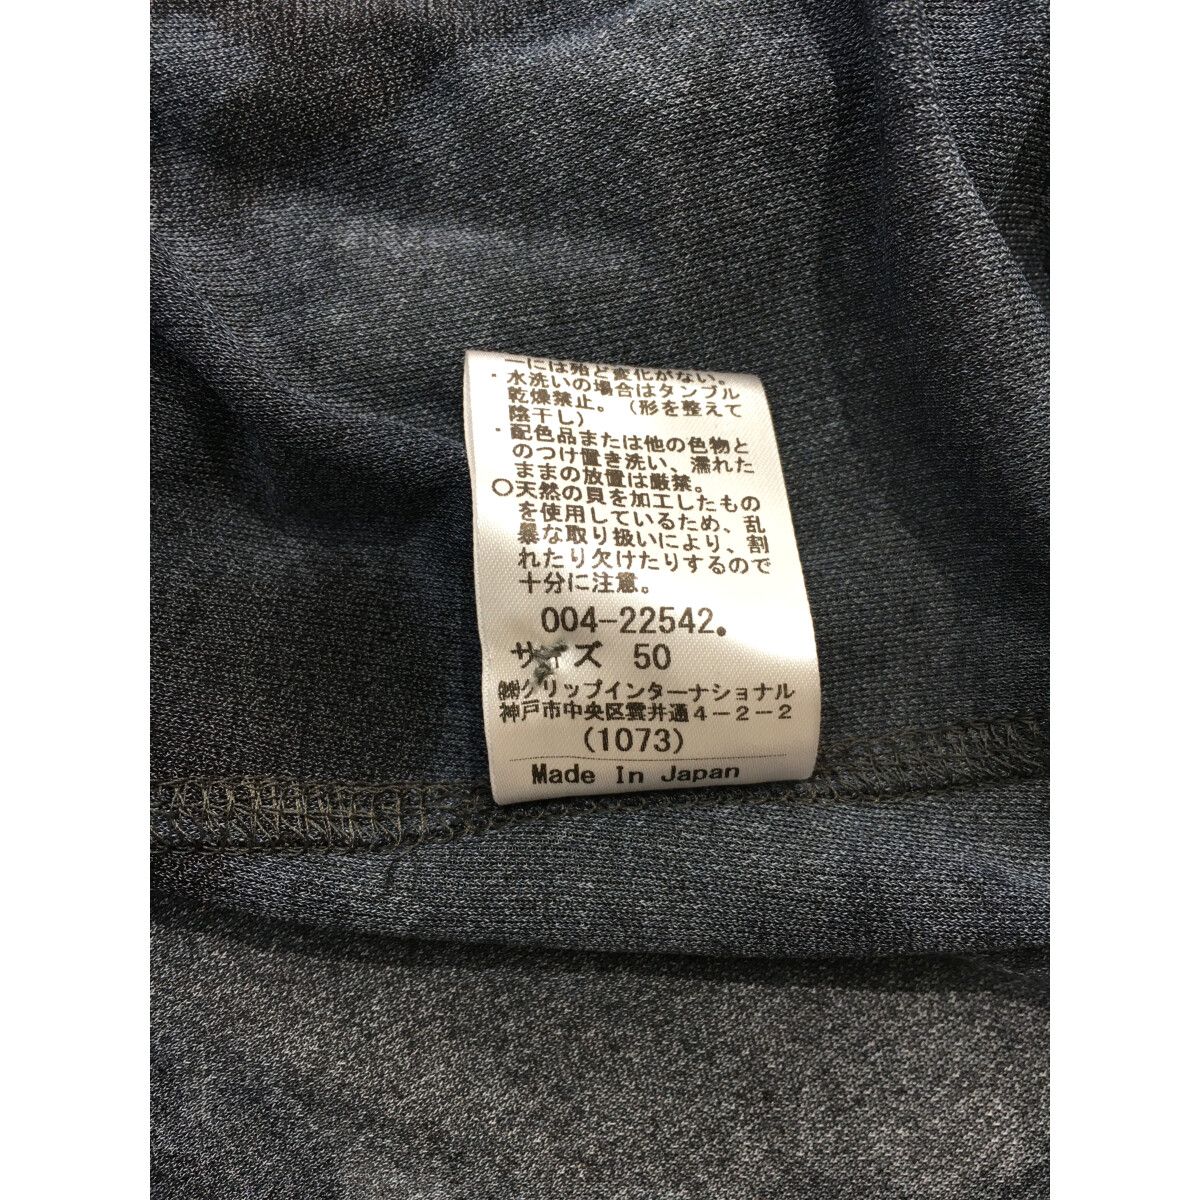 ーには殆ど変化がない。
・水洗いの場合はタンブル
乾燥禁止。（形を整えて
陰干し）
・配色品または他の色物と
のつけ置き洗い、濡れた
ままの放置は厳禁。
○天然の貝を加工したもの
を使用しているため、乱
暴な取り扱いにより、割
れたり欠けたりするので
十分に注意。
004-22542.
サイズ 50
㈱クリップインターナショナル
神戸市中央区雲井通4-2-2
(1073)
Made In Japan